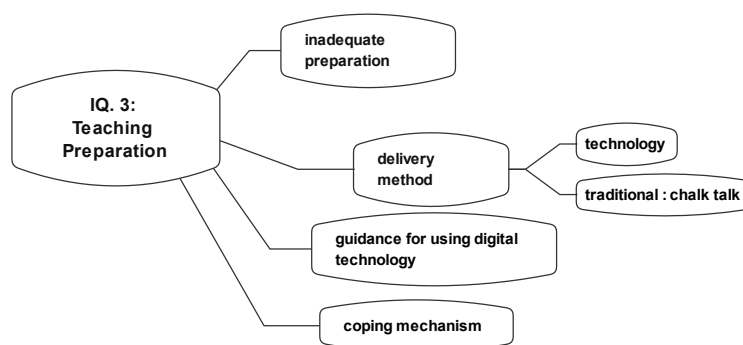 inadequate
preparation
IQ. 3:
Teaching
Preparation
delivery
method
technology
traditional : chalk talk
guidance for using digital
technology
coping mechanism